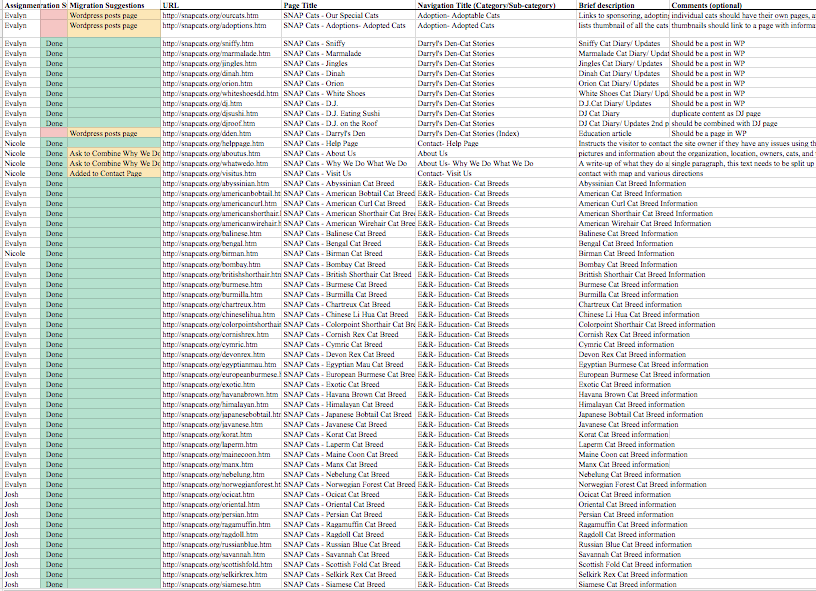 Assignment ration S Migration Suggestions URL Page Title Navigation Title (Category/Sub-category) Brief description Comments (optional)
Evalyn Wordpress posts page http://snapcats.org/ourcats.htm SNAP Cats - Our Special Cats Adoption- Adoptable Cats Links to sponsoring, adopting individual cats should have their own pages, a
Evalyn Wordpress posts page http://snapcats.org/adoptions.htm SNAP Cats - Adoptions- Adopted Cats Adoption- Adopted Cats lists thumbnail of all the cats thumbnails should link to a page with informa
Evalyn Done http://snapcats.org/sniffy.htm SNAP Cats - Sniffy Darryl's Den-Cat Stories Sniffy Cat Diary/ Updates Should be a post in WP
Evalyn Done http://snapcats.org/marmalade.htm SNAP Cats - Marmalade Darryl's Den-Cat Stories Marmalade Cat Diary/ Updates Should be a post in WP
Evalyn Done http://snapcats.org/jingles.htm SNAP Cats - Jingles Darryl's Den-Cat Stories Jingles Cat Diary/ Updates Should be a post in WP
Evalyn Done http://snapcats.org/dinah.htm SNAP Cats - Dinah Darryl's Den-Cat Stories Dinah Cat Diary/ Updates Should be a post in WP
Evalyn Done http://snapcats.org/orion.htm SNAP Cats - Orion Darryl's Den-Cat Stories Orion Cat Diary/ Updates Should be a post in WP
Evalyn Done http://snapcats.org/whiteshoesdd.htm SNAP Cats - White Shoes Darryl's Den-Cat Stories White Shoes Cat Diary/ Upd Should be a post in WP
Evalyn Done http://snapcats.org/dj.htm SNAP Cats - D.J. Darryl's Den-Cat Stories D.J.Cat Diary/ Updates Should be a post in WP
Evalyn Done http://snapcats.org/djsushi.htm SNAP Cats - D.J. Eating Sushi Darryl's Den-Cat Stories DJ Cat Diary duplicate content as DJ page
Evalyn Done http://snapcats.org/djroof.htm SNAP Cats - D.J. on the Roof Darryl's Den-Cat Stories DJ Cat Diary/ Updates 2nd p should be combined with DJ page
Evalyn Wordpress posts page http://snapcats.org/dden.htm SNAP Cats - Darryl's Den Darryl's Den-Cat Stories (Index) Education article Should be a page in WP
Nicole Done http://snapcats.org/helppage.htm SNAP Cats - Help Page Contact- Help Page Instructs the visitor to contact the site owner if they have any issues using th
Nicole Done Ask to Combine Why We Do http://snapcats.org/aboutus.htm SNAP Cats - About Us About Us pictures and information about the organization, location, owners, cats, and
Nicole Done Ask to Combine Why We Do http://snapcats.org/whatwedo.htm SNAP Cats - Why We Do What We Do About Us- Why We Do What We Do A write-up of what they do a single paragraph, this text needs to be split up
Nicole Done Added to Contact Page http://snapcats.org/visitus.htm SNAP Cats - Visit Us Contact- Visit Us contact with map and various directions
Evalyn Done http://snapcats.org/abyssinian.htm SNAP Cats - Abyssinian Cat Breed E&R- Education- Cat Breeds Abyssinian Cat Breed Information
Evalyn Done http://snapcats.org/americanbobtail.ht SNAP Cats - American Bobtail Cat Breed E&R- Education- Cat Breeds American Cat Breed Information
Evalyn Done http://snapcats.org/americancurl.htm SNAP Cats - American Curl Cat Breed E&R- Education- Cat Breeds American Curl Cat Breed Information
Evalyn Done http://snapcats.org/americanshorthair.l SNAP Cats - American Shorthair Cat Bre E&R- Education- Cat Breeds American Shorthair Cat Breed Information
Evalyn Done http://snapcats.org/americanwirehair.h SNAP Cats - American Wirehair Cat Bree E&R- Education- Cat Breeds American Wirehair Cat Breed Information
Evalyn Done http://snapcats.org/balinese.htm SNAP Cats - Balinese Cat Breed E&R- Education- Cat Breeds Balinese Cat Breed Information
Evalyn Done http://snapcats.org/bengal.htm SNAP Cats - Bengal Cat Breed E&R- Education- Cat Breeds Bengal Cat Breed Information
Nicole Done http://snapcats.org/birman.htm SNAP Cats - Birman Cat Breed E&R- Education- Cat Breeds Birman Cat Breed Information
Evalyn Done http://snapcats.org/bombay.htm SNAP Cats - Bombay Cat Breed E&R- Education- Cat Breeds Bombay Cat Breed Information
Evalyn Done http://snapcats.org/britishshorthair.htn SNAP Cats - British Shorthair Cat Breed E&R- Education- Cat Breeds Brittish Shorthair Cat Breed Information
Evalyn Done http://snapcats.org/burmese.htm SNAP Cats - Burmese Cat Breed E&R- Education- Cat Breeds Burmese Cat Breed information
Evalyn Done http://snapcats.org/burmilla.htm SNAP Cats - Burmilla Cat Breed E&R- Education- Cat Breeds Burmilla Cat Breed information
Evalyn Done http://snapcats.org/chartreux.htm SNAP Cats - Chartreux Cat Breed E&R- Education- Cat Breeds Chartreux Cat Breed information
Evalyn Done http://snapcats.org/chineselihua.htm SNAP Cats - Chinese Li Hua Cat Breed E&R- Education- Cat Breeds Chinese Li Hua Cat Breed information
Evalyn Done http://snapcats.org/colorpointshorthair SNAP Cats - Colorpoint Shorthair Cat Bre E&R- Education- Cat Breeds Colorpoint Shorthair Cat Breed information
Evalyn Done http://snapcats.org/cornishrex.htm SNAP Cats - Cornish Rex Cat Breed E&R- Education- Cat Breeds Cornish Rex Cat Breed information
Evalyn Done http://snapcats.org/cymric.htm SNAP Cats - Cymric Cat Breed E&R- Education- Cat Breeds Cymric Cat Breed information
Evalyn Done http://snapcats.org/devonrex.htm SNAP Cats - Devon Rex Cat Breed E&R- Education- Cat Breeds Devon Rex Cat Breed information
Evalyn Done http://snapcats.org/egyptianmau.htm SNAP Cats - Egyptian Mau Cat Breed E&R- Education- Cat Breeds Egyptian Burmese Cat Breed information
Evalyn Done http://snapcats.org/europeanburmese.l SNAP Cats - European Burmese Cat Bree E&R- Education- Cat Breeds European Burmese Cat Breed Information
Evalyn Done http://snapcats.org/exotic.htm SNAP Cats - Exotic Cat Breed E&R- Education- Cat Breeds Exotic Cat Breed information
Evalyn Done http://snapcats.org/havanabrown.htm SNAP Cats - Havana Brown Cat Breed E&R- Education- Cat Breeds Havana Brown Cat Breed information
Evalyn Done http://snapcats.org/himalayan.htm SNAP Cats - Himalayan Cat Breed E&R- Education- Cat Breeds Himalayan Cat Breed information
Evalyn Done http://snapcats.org/japanesebobtail.htr SNAP Cats - Japanese Bobtail Cat Breed E&R- Education- Cat Breeds Japanese Bobtail Cat Breed information
Evalyn Done http://snapcats.org/javanese.htm SNAP Cats - Javanese Cat Breed E&R- Education- Cat Breeds Javanese Cat Breed information
Evalyn Done http://snapcats.org/korat.htm SNAP Cats - Korat Cat Breed E&R- Education- Cat Breeds Korat Cat Breed information
Evalyn Done http://snapcats.org/laperm.htm SNAP Cats - Laperm Cat Breed E&R- Education- Cat Breeds Laperm Cat Breed information
Evalyn Done http://snapcats.org/mainecoon.htm SNAP Cats - Maine Coon Cat Breed E&R- Education- Cat Breeds Maine Coon cat Breed information
Evalyn Done http://snapcats.org/manx.htm SNAP Cats - Manx Cat Breed E&R- Education- Cat Breeds Manx Cat Breed information
Evalyn Done http://snapcats.org/nebelung.htm SNAP Cats - Nebelung Cat Breed E&R- Education- Cat Breeds Nebelung Cat Breed information
Evalyn Done http://snapcats.org/norwegianforest.ht SNAP Cats - Norwegian Forest Cat Breed E&R- Education- Cat Breeds Norwegian Forest Cat Breed information
Josh Done http://snapcats.org/ocicat.htm SNAP Cats - Ocicat Cat Breed E&R- Education- Cat Breeds Ocicat Cat Breed information
Josh Done http://snapcats.org/oriental.htm SNAP Cats - Oriental Cat Breed E&R- Education- Cat Breeds Oriental Cat Breed information
Josh Done http://snapcats.org/persian.htm SNAP Cats - Persian Cat Breed E&R- Education- Cat Breeds Persian Cat Breed information
Josh Done http://snapcats.org/ragamuffin.htm SNAP Cats - Ragamuffin Cat Breed E&R- Education- Cat Breeds Ragamuffin Cat Breed information
Josh Done http://snapcats.org/ragdoll.htm SNAP Cats - Ragdoll Cat Breed E&R- Education- Cat Breeds Ragdoll Cat Breed information
Josh Done http://snapcats.org/russianblue.htm SNAP Cats - Russian Blue Cat Breed E&R- Education- Cat Breeds Russian Blue Cat Breed information
Josh Done http://snapcats.org/savannah.htm SNAP Cats - Savannah Cat Breed E&R- Education- Cat Breeds Savannah Cat Breed information
Josh Done http://snapcats.org/scottishfold.htm SNAP Cats - Scottish Fold Cat Breed E&R- Education- Cat Breeds Scottish Fold Cat Breed information
Josh Done http://snapcats.org/selkirkrex.htm SNAP Cats - Selkirk Rex Cat Breed E&R- Education- Cat Breeds Selkirk Rex Cat Breed information
Josh Done http://snapcats.org/siamese.htm SNAP Cats - Siamese Cat Breed E&R- Education- Cat Breeds Siamese Cat Breed information